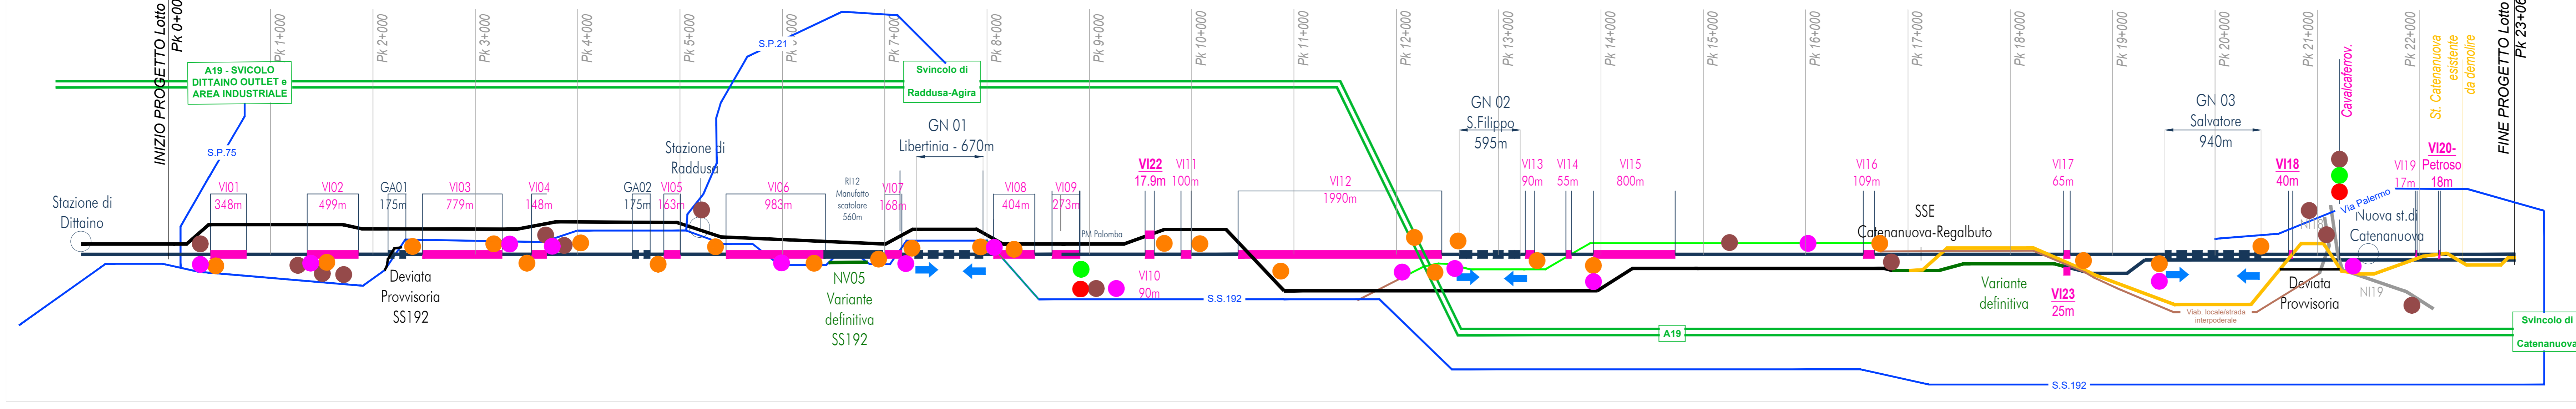 INIZIO PROGETTO Lotto
Pk 0+00
Pk 1+000
Pk 2+000
Pk 3+000
Pk 4+000
Pk 5+000
Pk 7+000
Pk 8+000
Pk 9+000
Pk 10+000
Pk 11+000
Pk 12+000
Pk 13+000
Pk 14+000
Pk 15+000
Pk 16+000
Pk 17+000
Pk 18+000
Pk 19+000
Pk 20+000
Pk 21+000
Pk 22+000
FINE PROGETTO Lotto
Pk 23+06
Cavalcaferrov.
St. Catenanuova
esistente
da demolire
A19 - SVICOLO
DITTAINO OUTLET e
AREA INDUSTRIALE
S.P.75
S.P.21
Svincolo di
Raddusa-Agira
Stazione di
Dittaino
VI01
348m
VI02
499m
GA01
175m
VI03
779m
VI04
148m
GA02
175m
VI05
163m
Stazione di
Raddusa
VI06
983m
RI12
Manufatto
scatolare
560m
VI07
168m
GN 01
Libertinia - 670m
VI08
404m
VI09
273m
PM Palomba
VI22
17.9m
VI11
100m
VI10
90m
VI12
1990m
GN 02
S.Filippo
595m
VI13
90m
VI14
55m
VI15
800m
VI16
109m
SSE
Catenanuova-Regalbuto
VI17
65m
VI23
25m
GN 03
Salvatore
940m
VI18
40m
NI18
Via Palermo
VI19
17m
VI20-
Petroso
18m
Nuova st.di
Catenanuova
NI19
Deviata
Provvisoria
SS192
NV05
Variante
definitiva
SS192
S.S.192
A19
Variante
definitiva
Viab. locale/strada
interpoderale
Deviata
Provvisoria
S.S.192
Svincolo di
Catenanuova